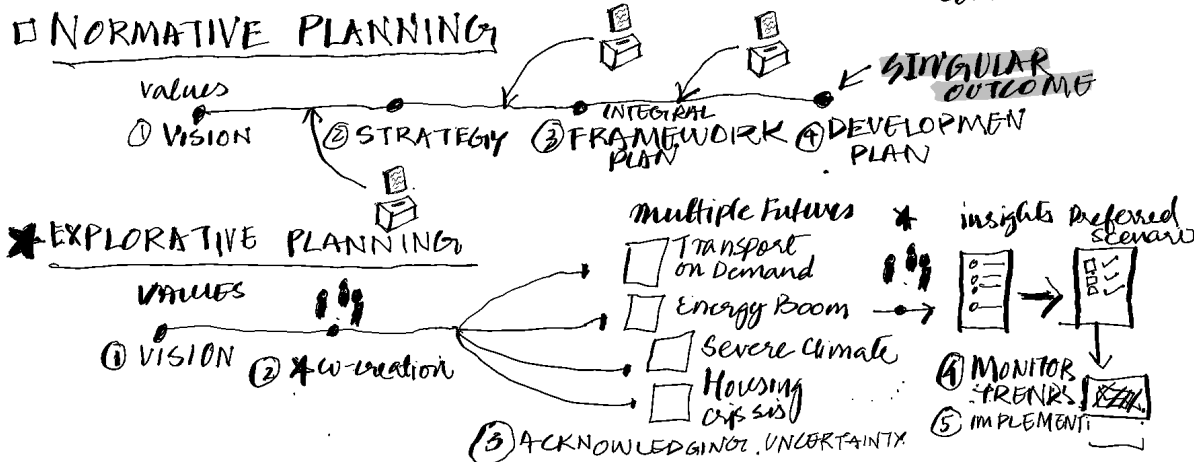 NORMATIVE PLANNING
SINGULAR
OUTCOME
values
① VISION
② STRATEGY
③ INTEGRAL
FRAMEWORK
PLAN
④ DEVELOPMEN
PLAN
EXPLORATIVE PLANNING
VALUES
① VISION
② * co-creation
multiple Futures
*
insights
Preferred
scenario
Transport
on Demand
Energy Boom
Severe Climate
Housing
crisis
③ ACKNOWLEDGING UNCERTAINTY
④ MONITOR
TRENDS
⑤ IMPLEMENT